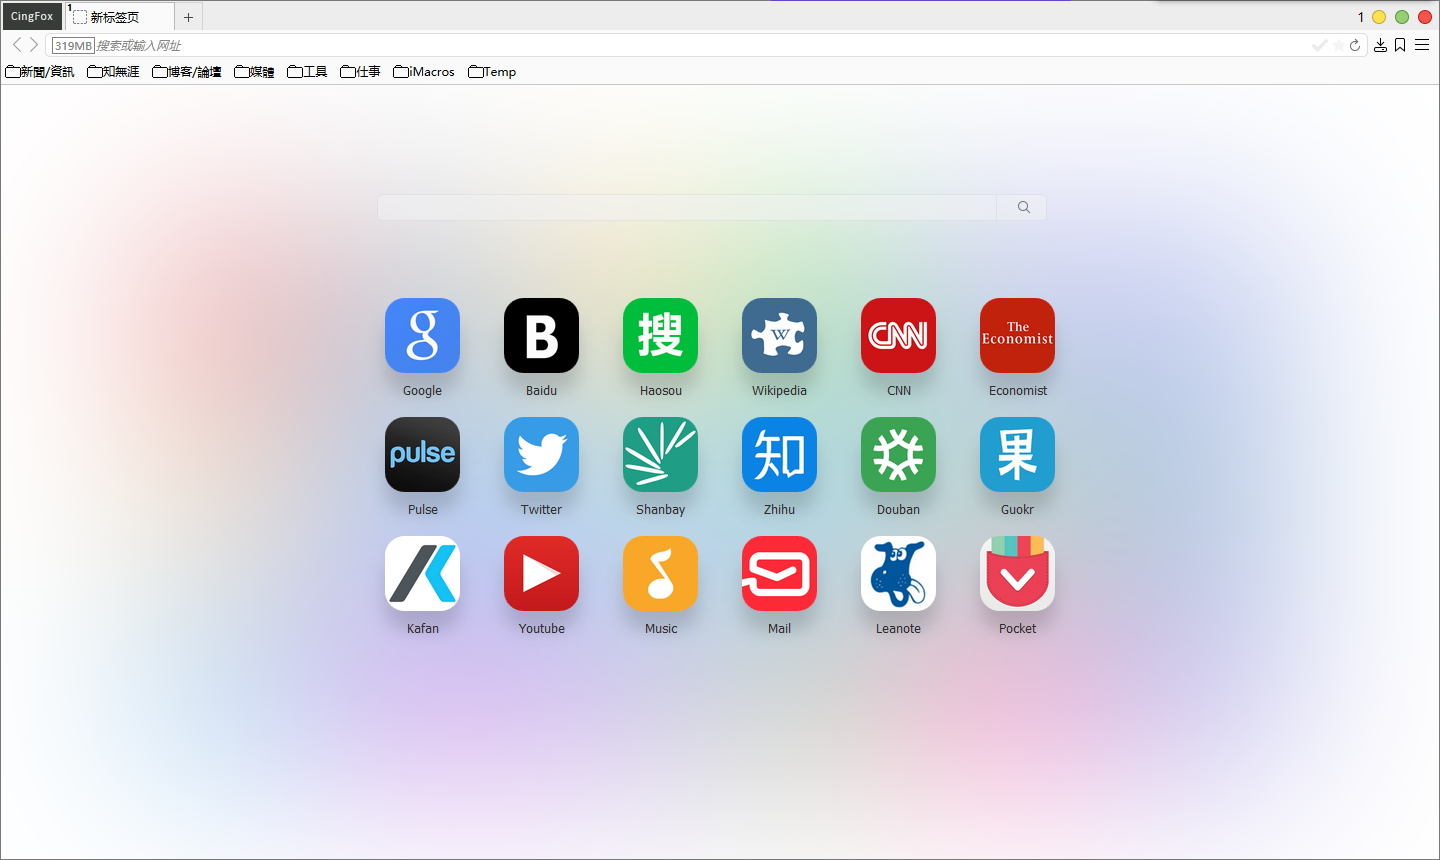 CingFox 1 新标签页 + 1
319MB 搜索或输入网址
新聞/資訊 知無涯 博客/論壇 媒體 工具 仕事 iMacros Temp
g B 搜 W CNN The Economist
Google Baidu Haosou Wikipedia CNN Economist
pulse 知 果
Pulse Twitter Shanbay Zhihu Douban Guokr
Kafan Youtube Music Mail Leanote Pocket